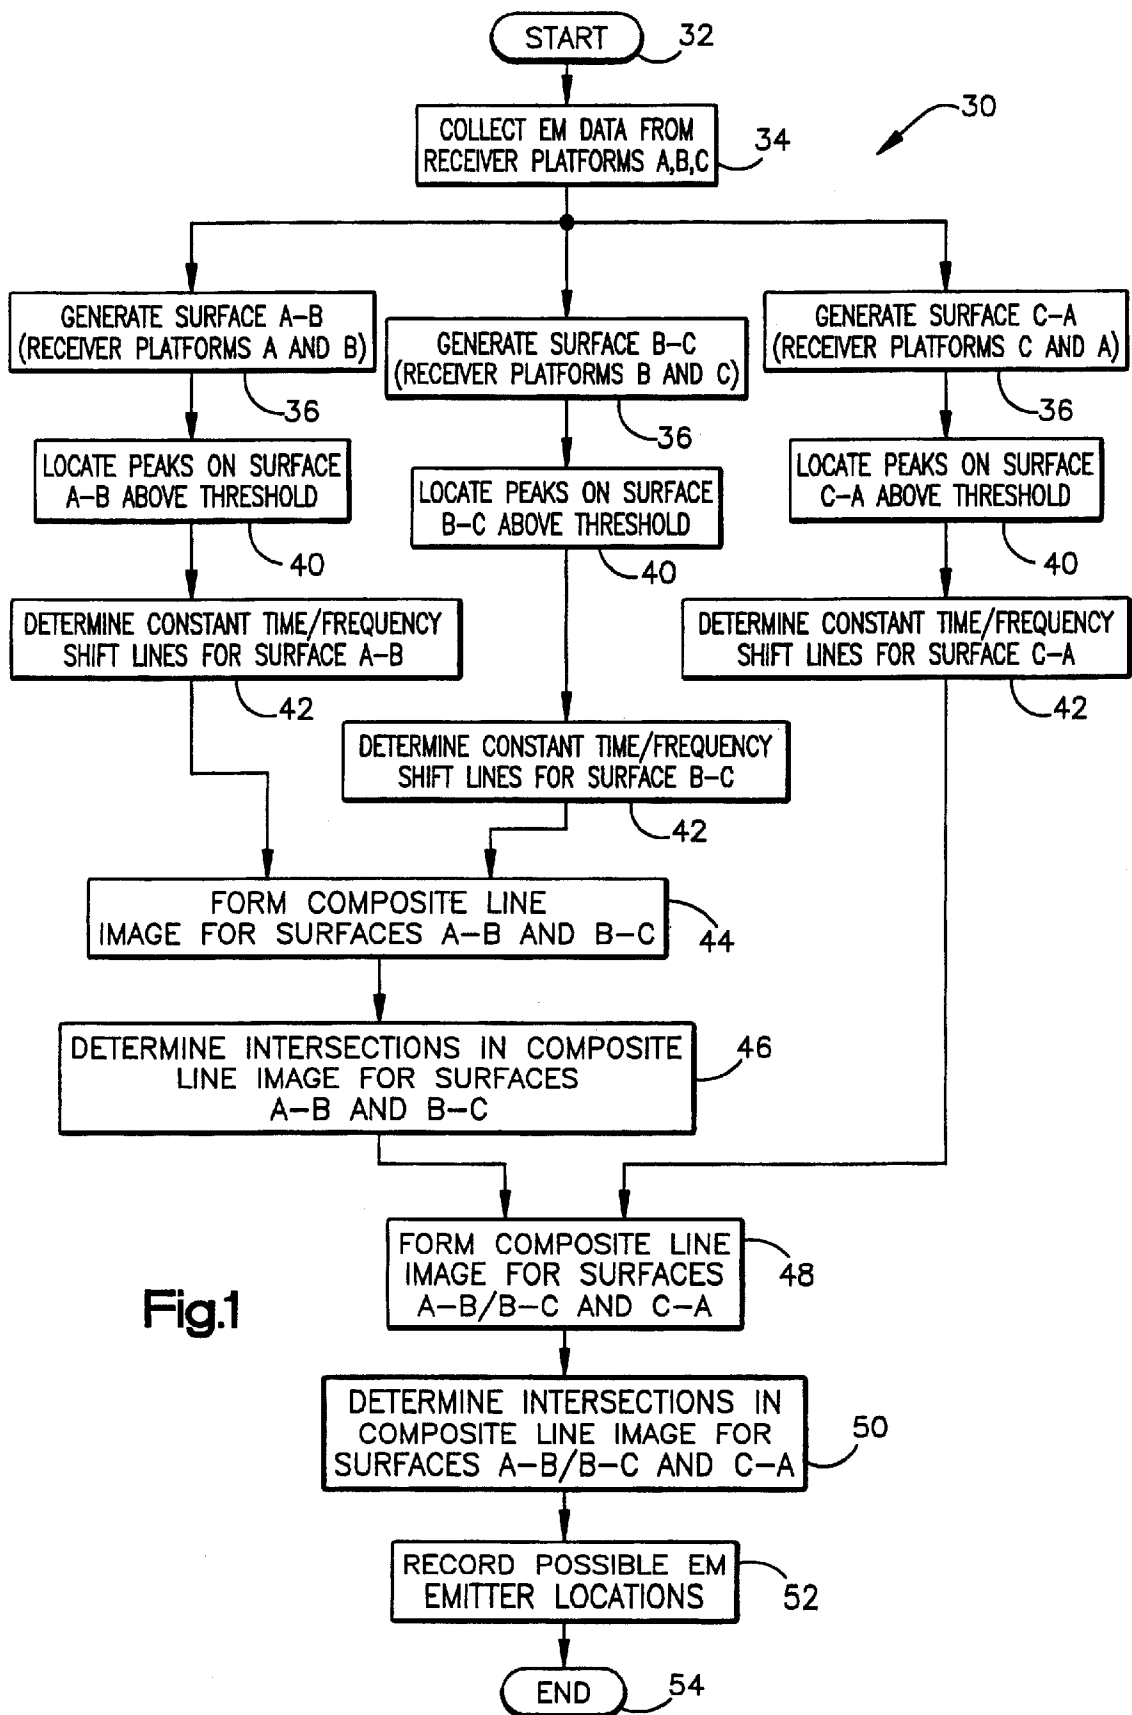 START
32
30
COLLECT EM DATA FROM
RECEIVER PLATFORMS A,B,C
34
GENERATE SURFACE A-B
(RECEIVER PLATFORMS A AND B)
36
GENERATE SURFACE B-C
(RECEIVER PLATFORMS B AND C)
36
GENERATE SURFACE C-A
(RECEIVER PLATFORMS C AND A)
36
LOCATE PEAKS ON SURFACE
A-B ABOVE THRESHOLD
40
LOCATE PEAKS ON SURFACE
B-C ABOVE THRESHOLD
40
LOCATE PEAKS ON SURFACE
C-A ABOVE THRESHOLD
40
DETERMINE CONSTANT TIME/FREQUENCY
SHIFT LINES FOR SURFACE A-B
42
DETERMINE CONSTANT TIME/FREQUENCY
SHIFT LINES FOR SURFACE B-C
42
DETERMINE CONSTANT TIME/FREQUENCY
SHIFT LINES FOR SURFACE C-A
42
FORM COMPOSITE LINE
IMAGE FOR SURFACES A-B AND B-C
44
DETERMINE INTERSECTIONS IN COMPOSITE
LINE IMAGE FOR SURFACES
A-B AND B-C
46
FORM COMPOSITE LINE
IMAGE FOR SURFACES
A-B/B-C AND C-A
48
Fig.1
DETERMINE INTERSECTIONS IN
COMPOSITE LINE IMAGE FOR
SURFACES A-B/B-C AND C-A
50
RECORD POSSIBLE EM
EMITTER LOCATIONS
52
END
54